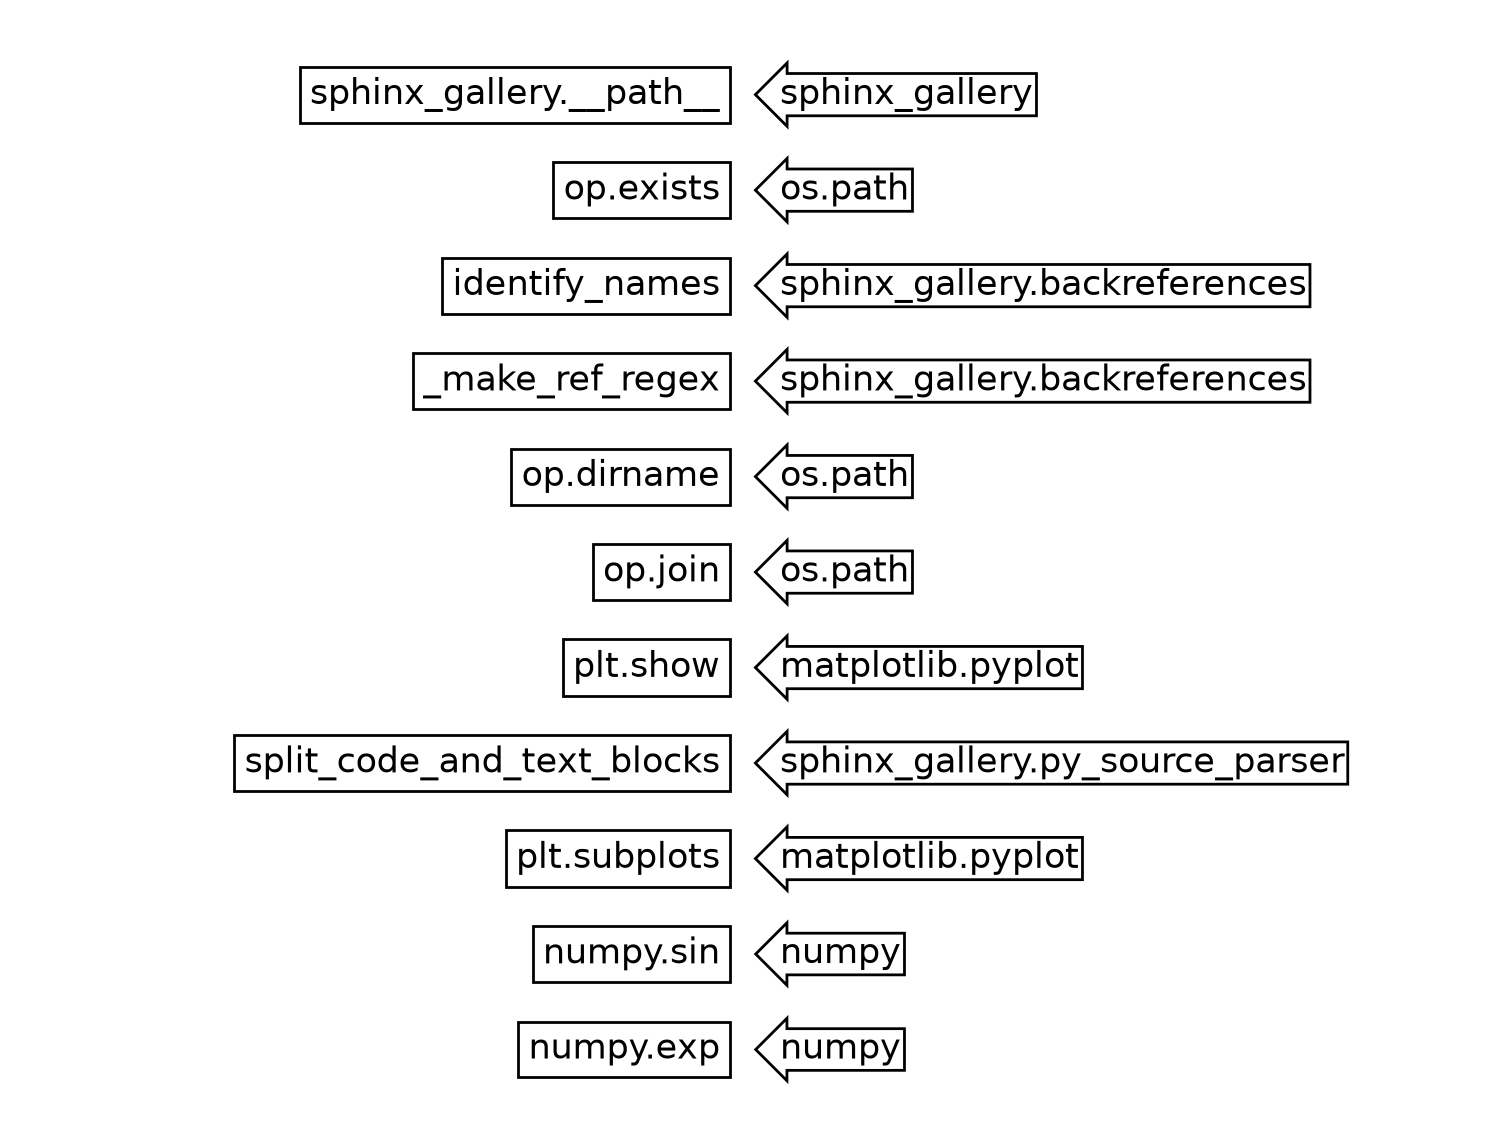 sphinx_gallery.__path__ sphinx_gallery
op.exists os.path
identify_names sphinx_gallery.backreferences
_make_ref_regex sphinx_gallery.backreferences
op.dirname os.path
op.join os.path
plt.show matplotlib.pyplot
split_code_and_text_blocks sphinx_gallery.py_source_parser
plt.subplots matplotlib.pyplot
numpy.sin numpy
numpy.exp numpy